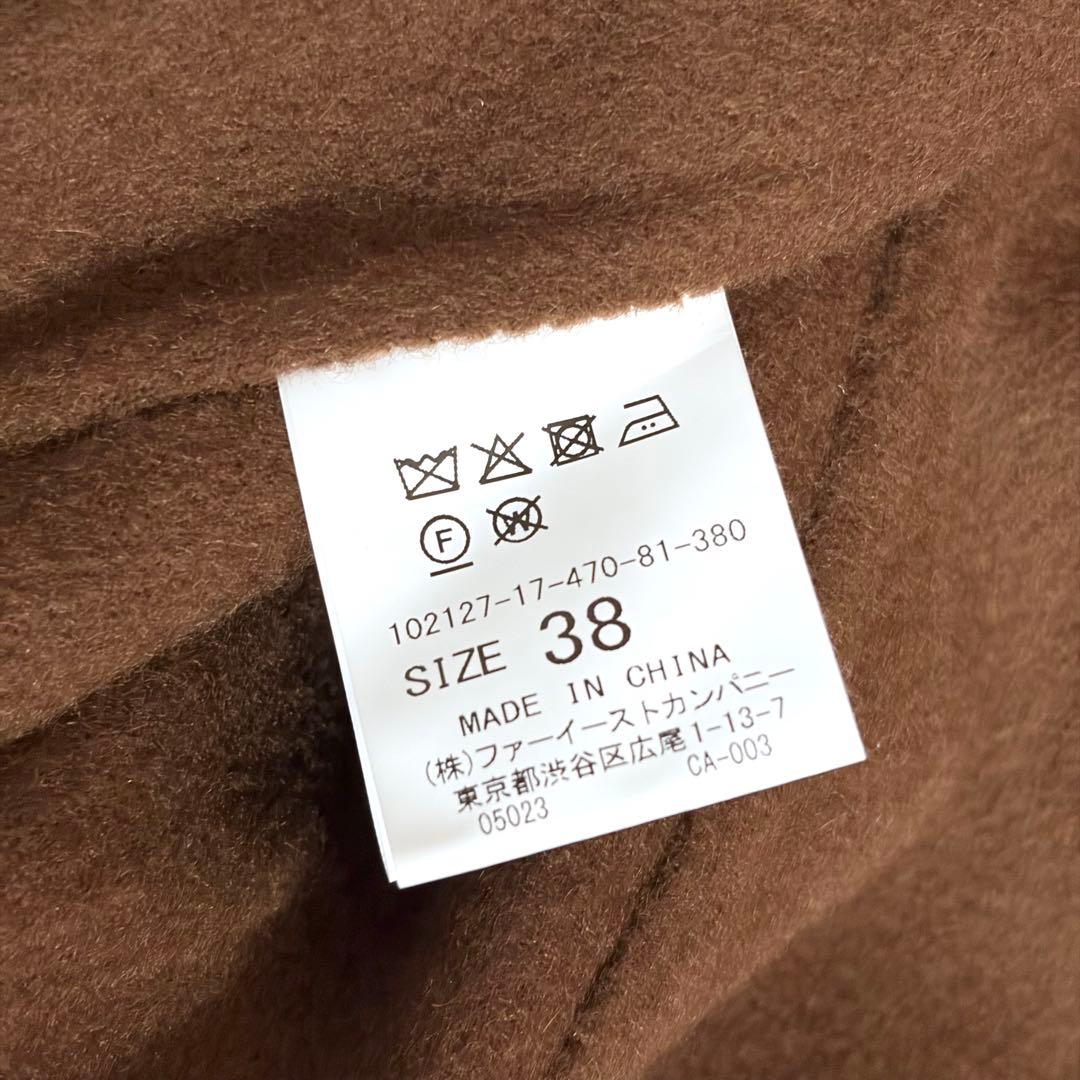 F W
102127-17-470-81-380
SIZE 38
MADE IN CHINA
(株)ファーイーストカンパニー
東京都渋谷区広尾1-13-7
05023 CA-003